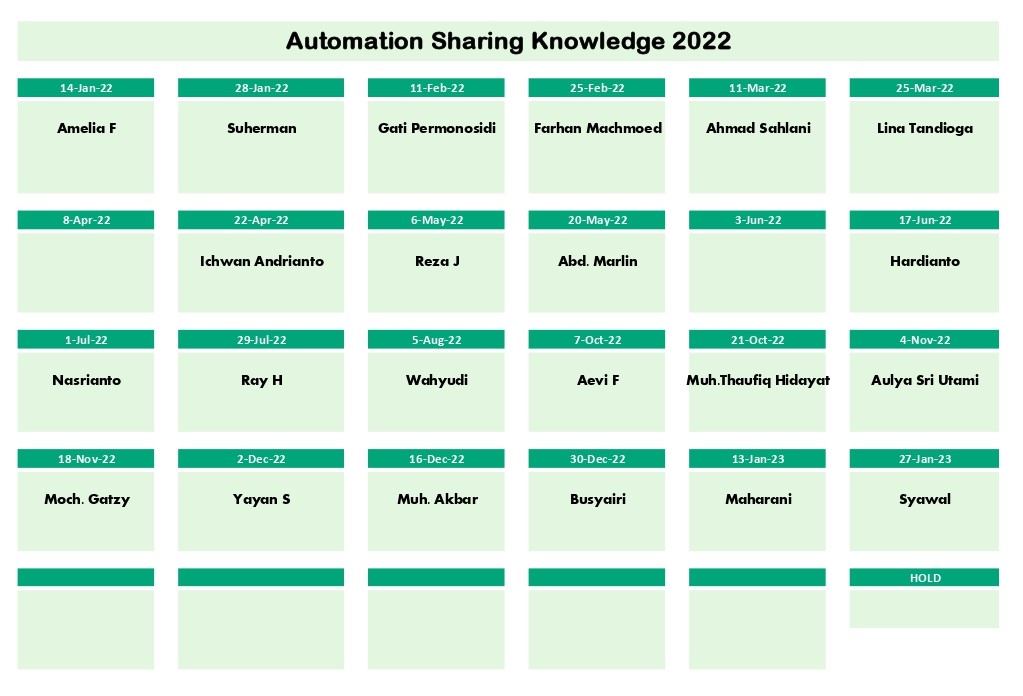 Automation Sharing Knowledge 2022
14-Jan-22 28-Jan-22 11-Feb-22 25-Feb-22 11-Mar-22 25-Mar-22
Amelia F Suherman Gati Permonosidi Farhan Machmoed Ahmad Sahlani Lina Tandioga
8-Apr-22 22-Apr-22 6-May-22 20-May-22 3-Jun-22 17-Jun-22
Ichwan Andrianto Reza J Abd. Marlin Hardianto
1-Jul-22 29-Jul-22 5-Aug-22 7-Oct-22 21-Oct-22 4-Nov-22
Nasrianto Ray H Wahyudi Aevi F Muh.Thaufiq Hidayat Aulya Sri Utami
18-Nov-22 2-Dec-22 16-Dec-22 30-Dec-22 13-Jan-23 27-Jan-23
Moch. Gatzy Yayan S Muh. Akbar Busyairi Maharani Syawal
HOLD